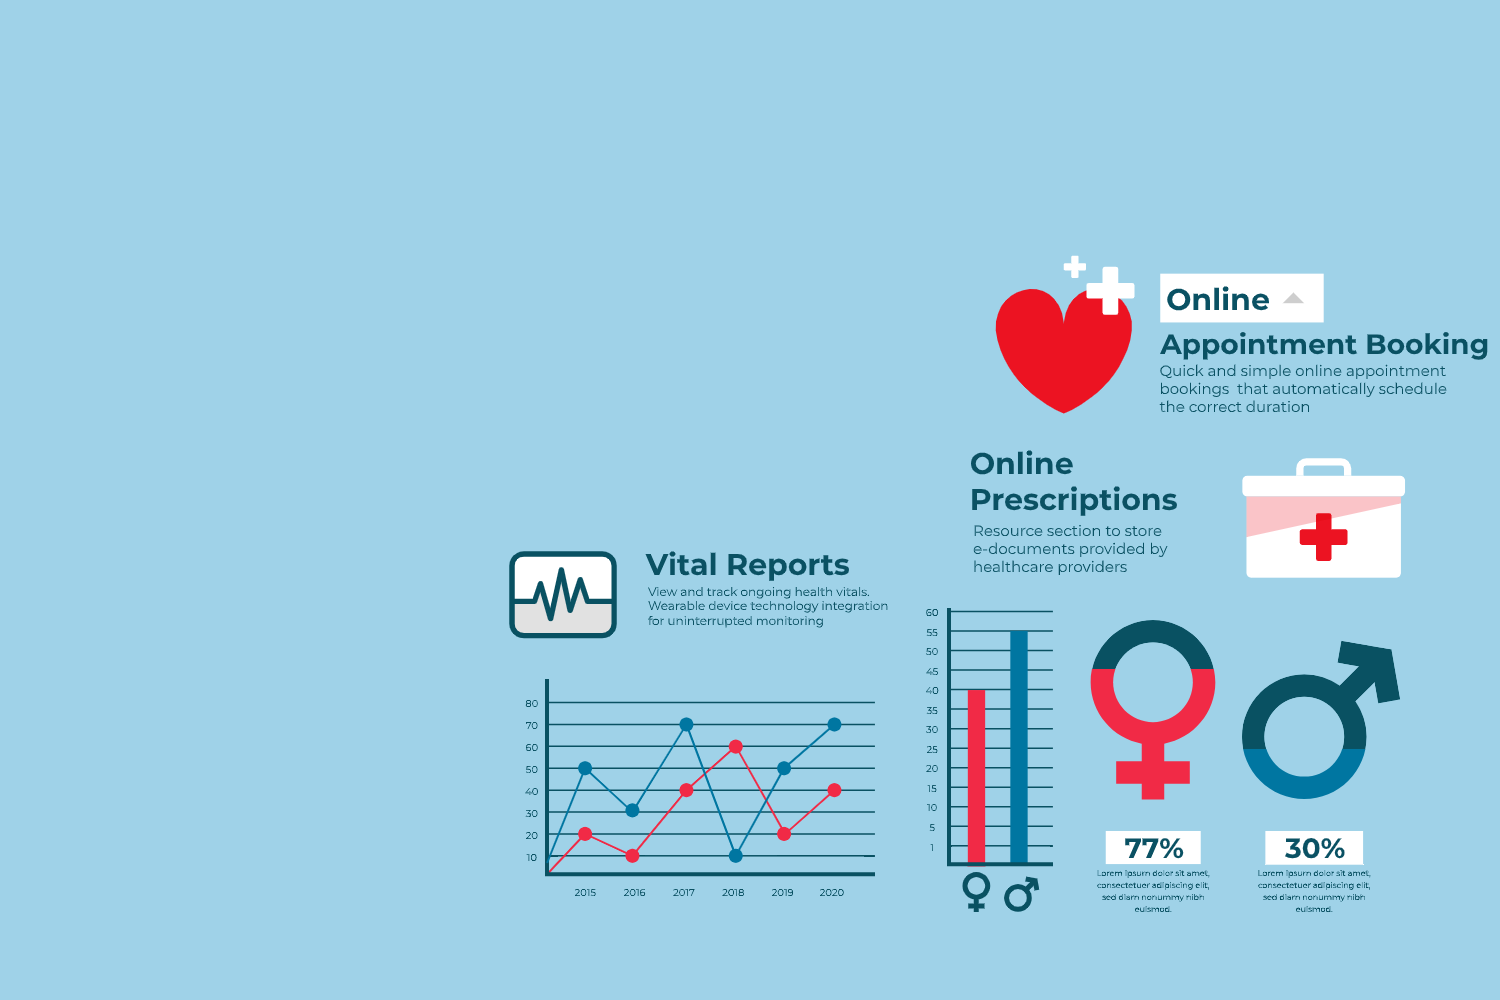 Online
Appointment Booking
Quick and simple online appointment
bookings  that automatically schedule
the correct duration
Online
Prescriptions
Resource section to store
e-documents provided by
healthcare providers
Vital Reports
View and track ongoing health vitals.
Wearable device technology integration
for uninterrupted monitoring
80
70
60
50
40
30
20
10
2015 2016 2017 2018 2019 2020
60
55
50
45
40
35
30
25
20
15
10
5
1
77%
Lorem ipsum dolor sit amet,
consectetuer adipiscing elit,
sed diam nonummy nibh
euismod.
30%
Lorem ipsum dolor sit amet,
consectetuer adipiscing elit,
sed diam nonummy nibh
euismod.